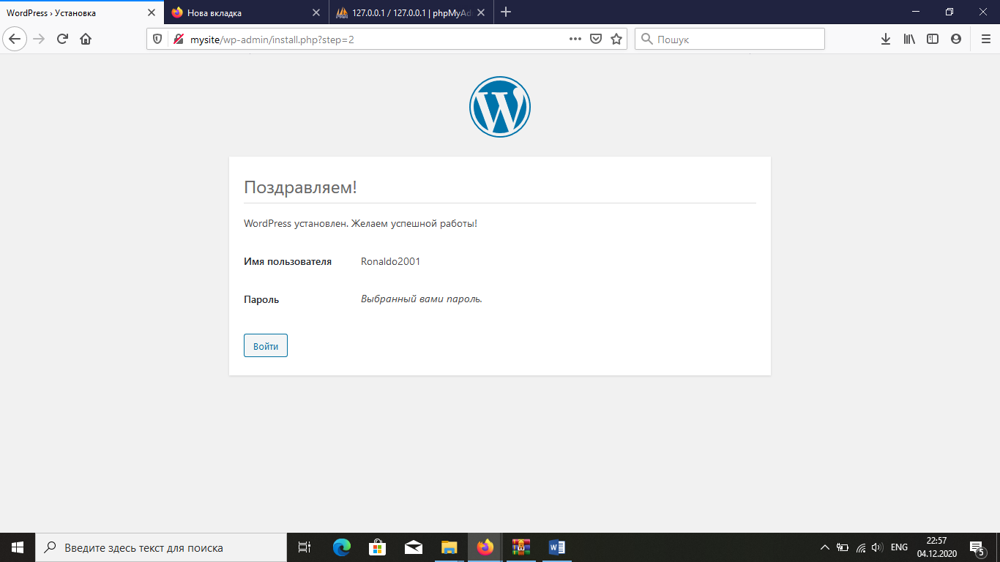 WordPress › Установка
Нова вкладка
127.0.0.1 / 127.0.0.1 | phpMyAd
mysite/wp-admin/install.php?step=2
Пошук
Поздравляем!
WordPress установлен. Желаем успешной работы!
Имя пользователя Ronaldo2001
Пароль Выбранный вами пароль.
Войти
Введите здесь текст для поиска
ENG
22:57
04.12.2020
5